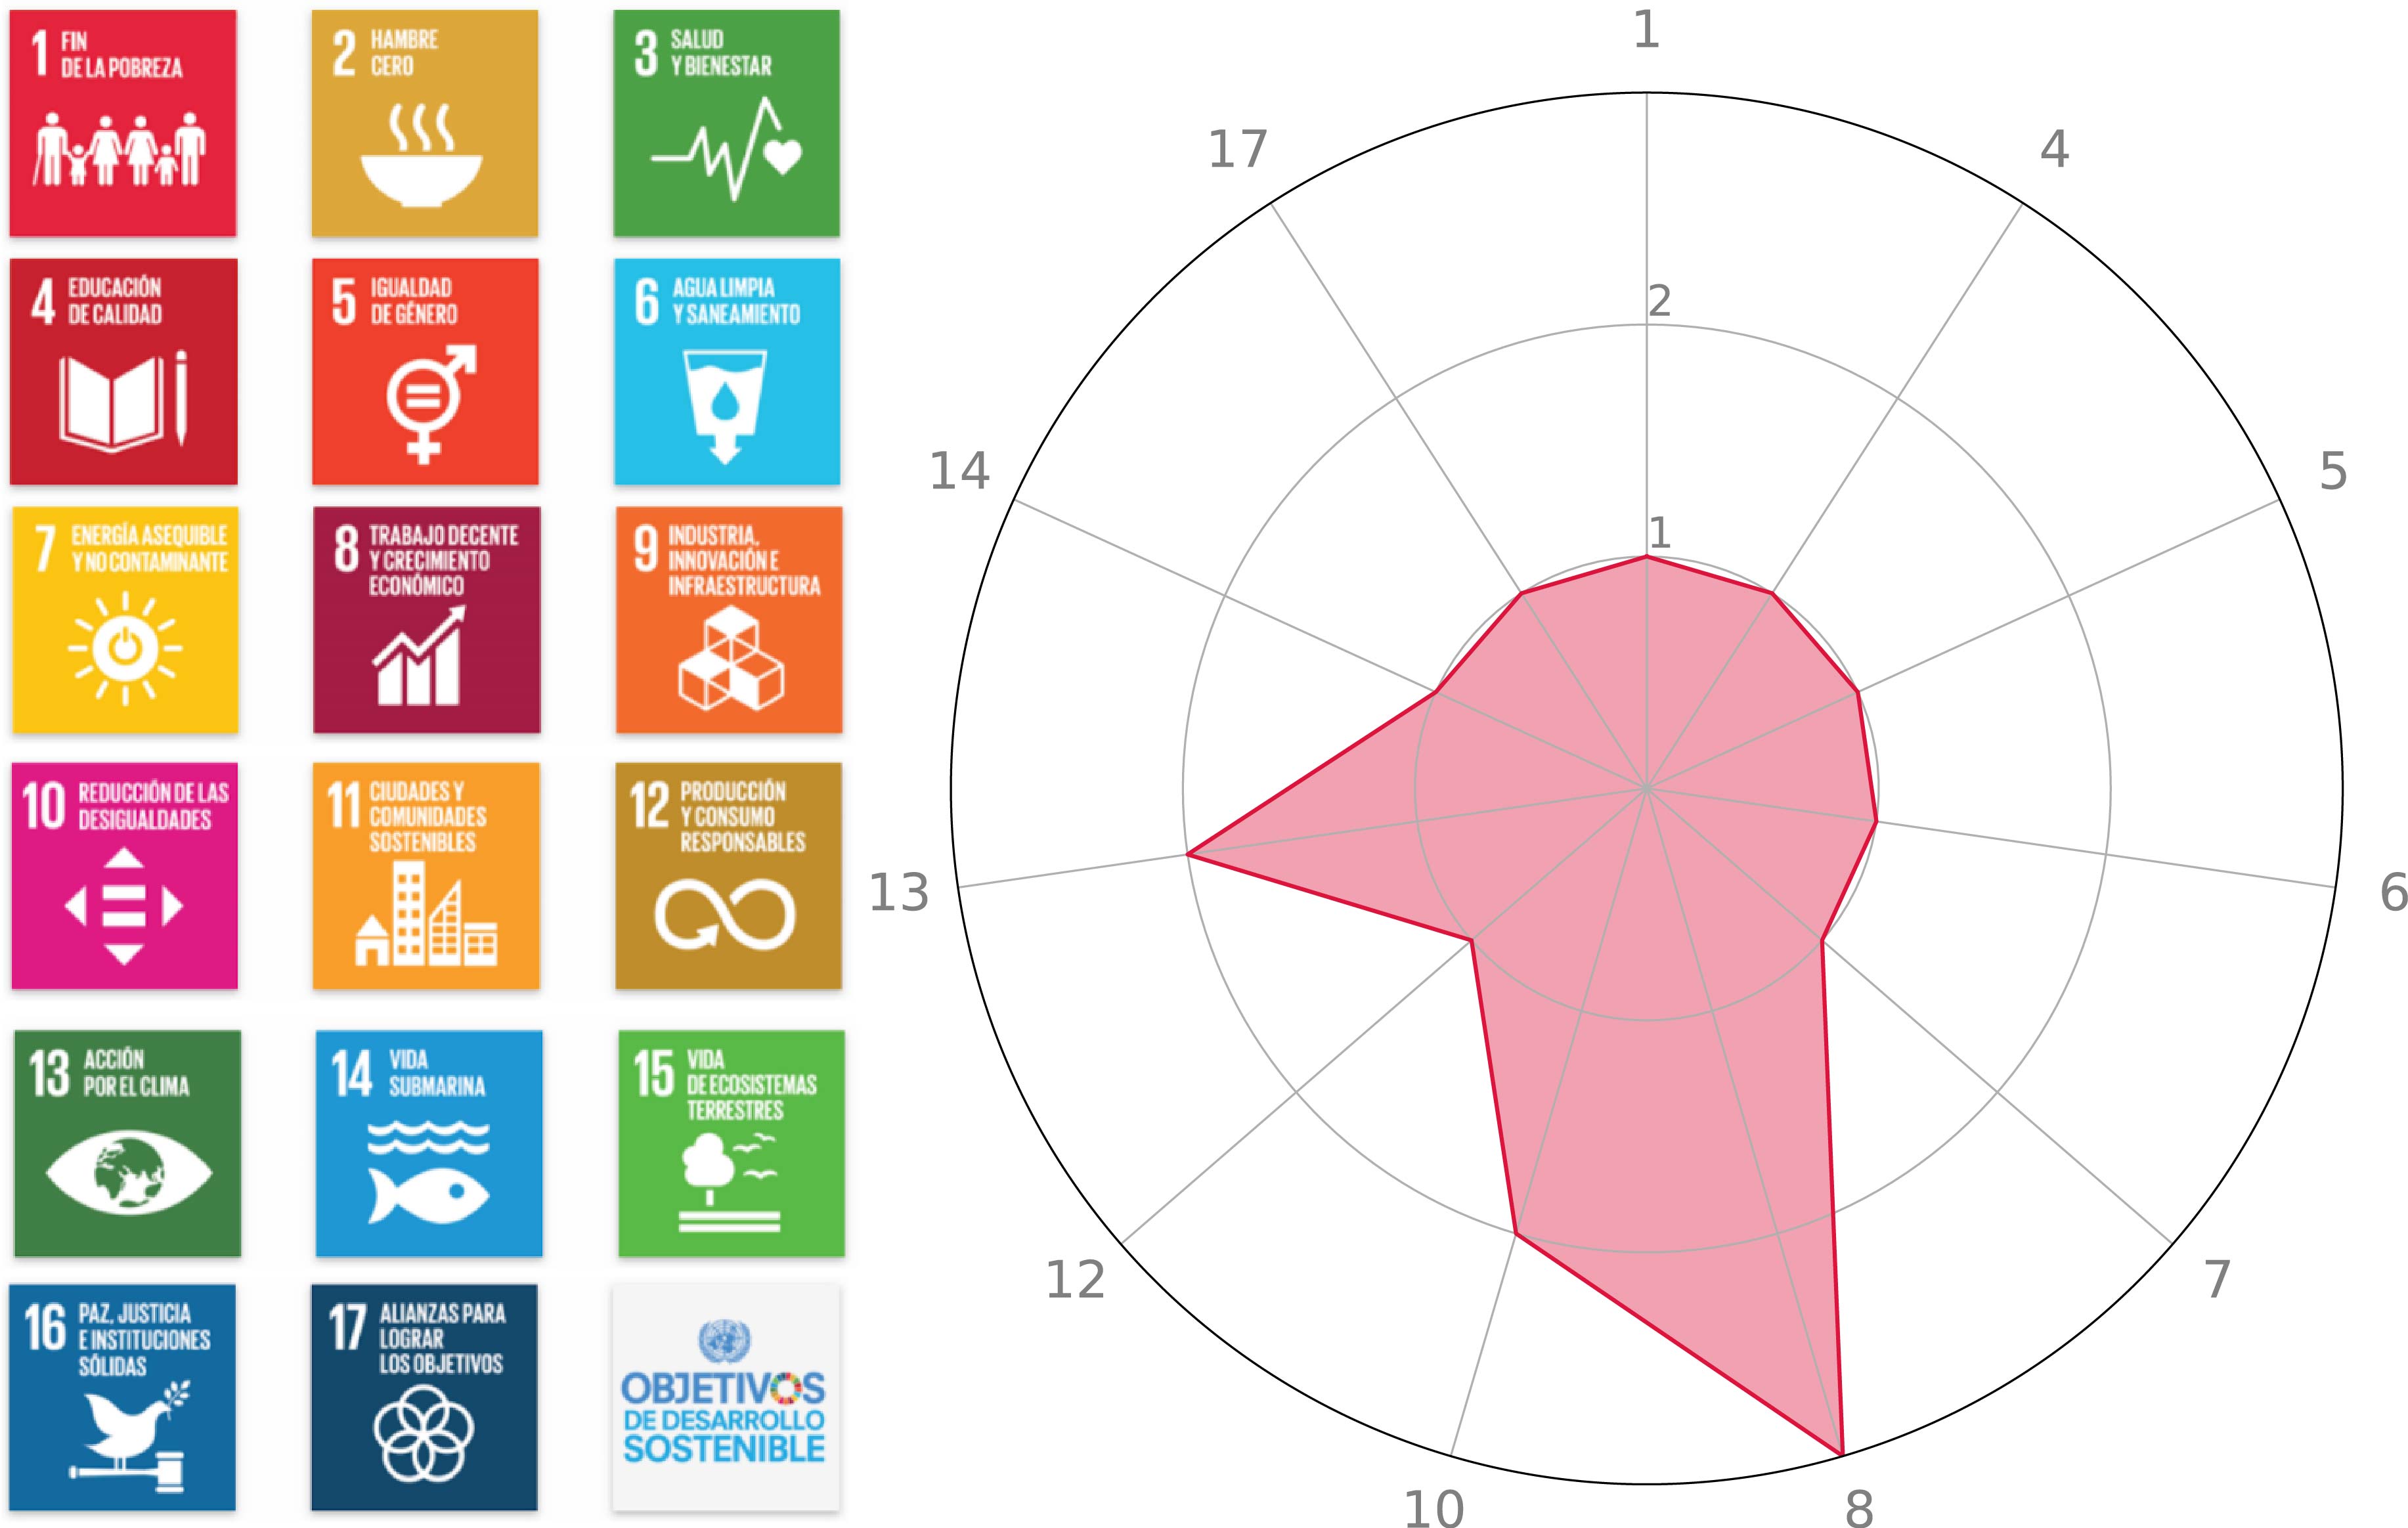 1 FIN
DE LA POBREZA
2 HAMBRE
CERO
3 SALUD
Y BIENESTAR
4 EDUCACIÓN
DE CALIDAD
5 IGUALDAD
DE GÉNERO
6 AGUA LIMPIA
Y SANEAMIENTO
7 ENERGÍA ASEQUIBLE
Y NO CONTAMINANTE
8 TRABAJO DECENTE
Y CRECIMIENTO
ECONÓMICO
9 INDUSTRIA,
INNOVACIÓN E
INFRAESTRUCTURA
10 REDUCCIÓN DE LAS
DESIGUALDADES
11 CIUDADES Y
COMUNIDADES
SOSTENIBLES
12 PRODUCCIÓN
Y CONSUMO
RESPONSABLES
13 ACCIÓN
POR EL CLIMA
14 VIDA
SUBMARINA
15 VIDA
DE ECOSISTEMAS
TERRESTRES
16 PAZ, JUSTICIA
E INSTITUCIONES
SÓLIDAS
17 ALIANZAS PARA
LOGRAR
LOS OBJETIVOS
OBJETIVOS
DE DESARROLLO
SOSTENIBLE
1
4
5
6
7
8
10
12
13
14
17
2
1